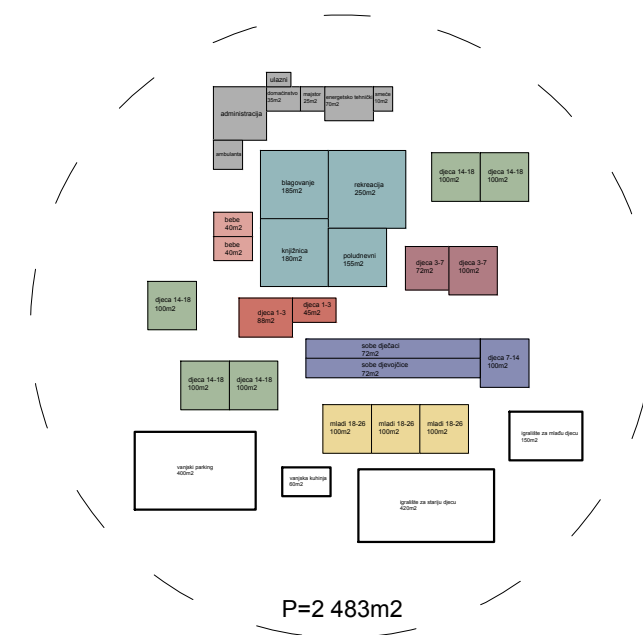 ulazni
domaćinstvo
35m2
majstor
25m2
energetsko tehnički
70m2
smeće
10m2
administracija
ambulanta
blagovanje
185m2
rekreacija
250m2
djeca 14-18
100m2
djeca 14-18
100m2
bebe
40m2
bebe
40m2
knjižnica
180m2
poludnevni
155m2
djeca 3-7
72m2
djeca 3-7
100m2
djeca 14-18
100m2
djeca 1-3
88m2
djeca 1-3
45m2
sobe dječaci
72m2
sobe djevojčice
72m2
djeca 7-14
100m2
djeca 14-18
100m2
djeca 14-18
100m2
mladi 18-26
100m2
mladi 18-26
100m2
mladi 18-26
100m2
igralište za mlađu djecu
150m2
vanjski parking
400m2
vanjska kuhinja
60m2
igralište za stariju djecu
420m2
P=2 483m2